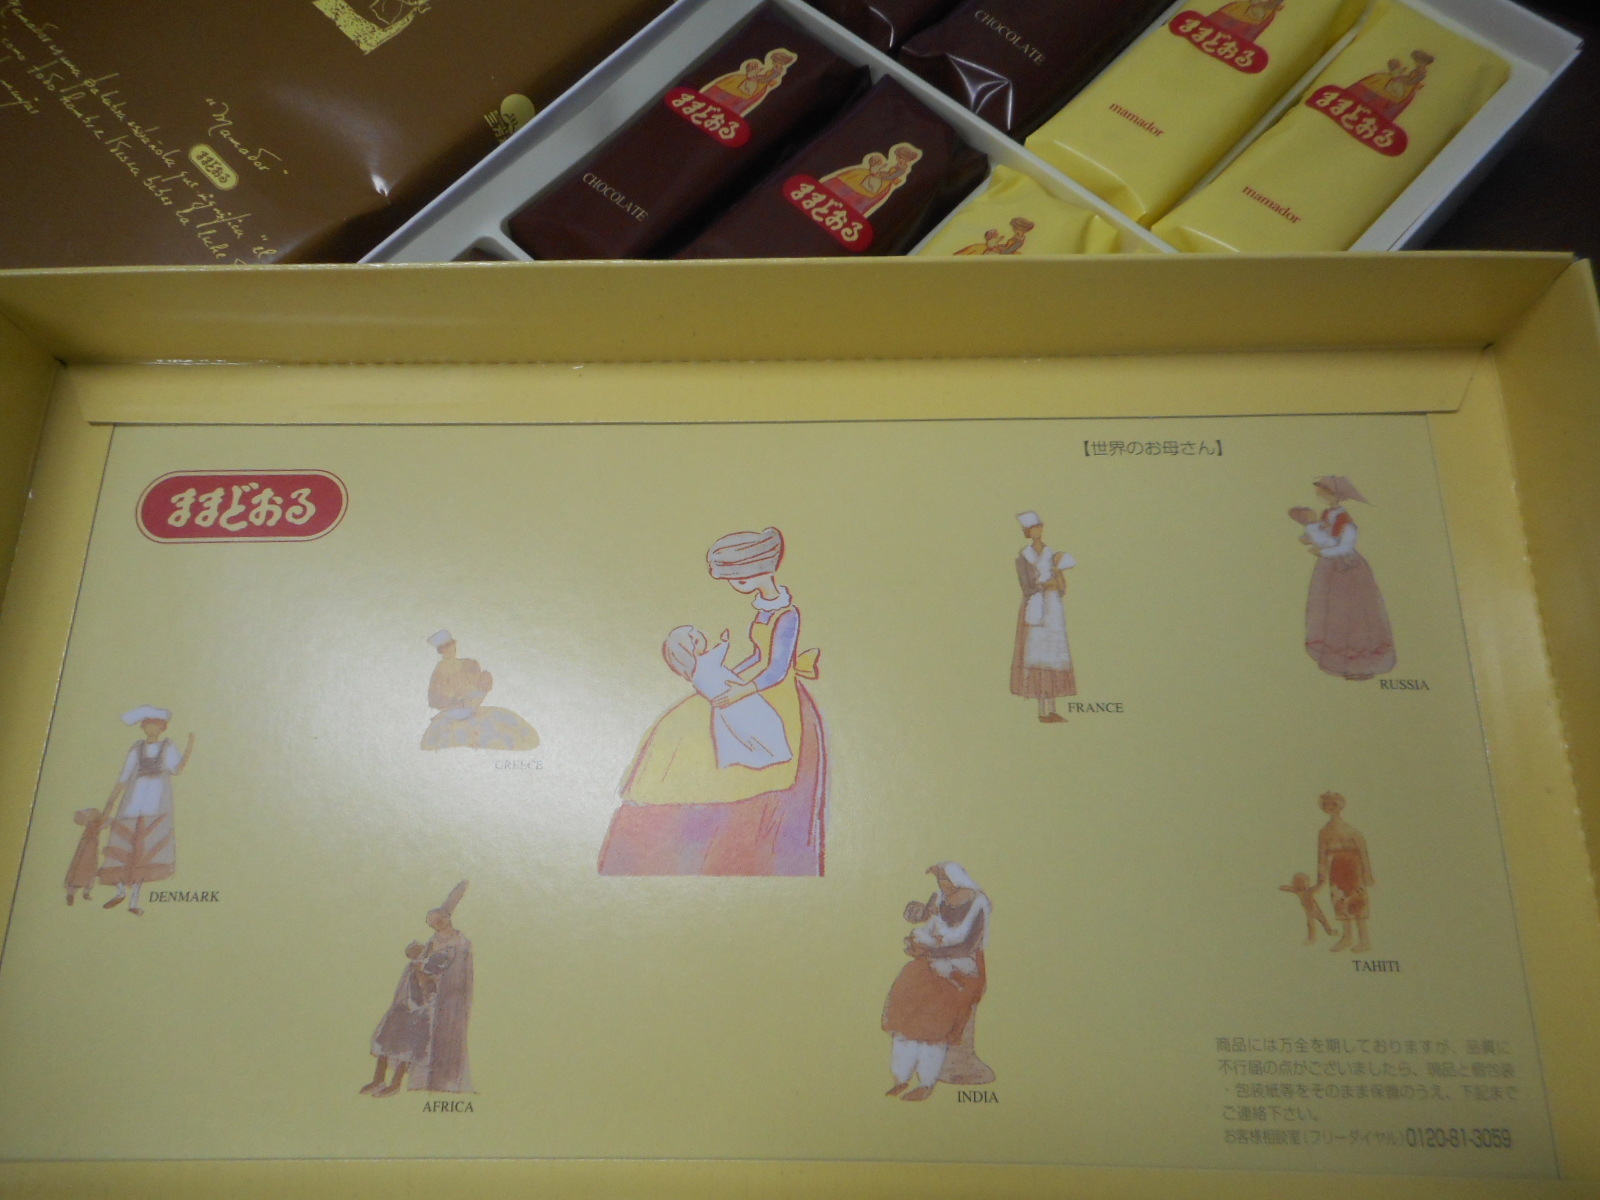 "Mamador"
ままどおる
CHOCOLATE
ままどおる
CHOCOLATE
ままどおる
ままどおる
mamador
ままどおる
mamador
【世界のお母さん】
ままどおる
RUSSIA
FRANCE
GREECE
DENMARK
TAHITI
AFRICA
INDIA
商品には万全を期しておりますが、品質に
不行届の点がございましたら、現品と個包装
・包装紙等をそのまま保管のうえ、下記まで
ご連絡下さい。
お客様相談室(フリーダイヤル)0120-81-3059